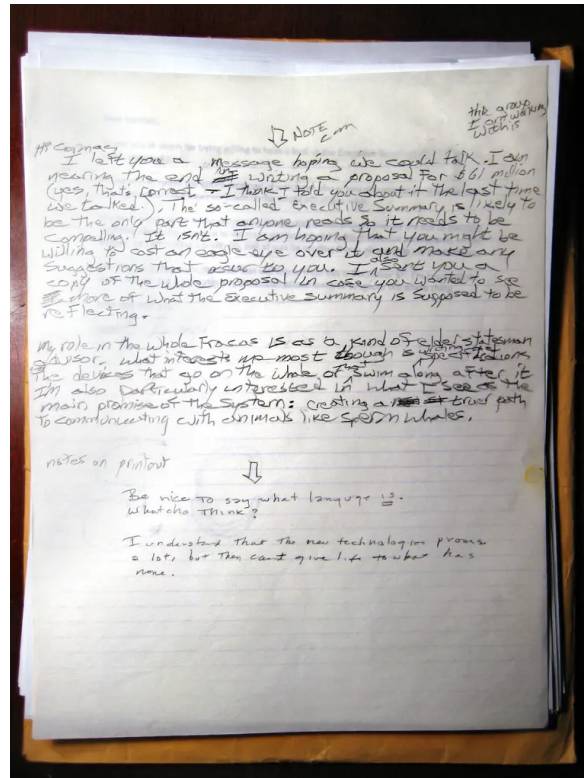 the group
I am working
with is
NOTE
Hi Cormac,
I left you a message hoping we could talk. I am
nearing the end writing a proposal for $61 million
(yes, that's correct - I think I told you about it the last time
we talked). The so-called Executive Summary is likely to
be the only part that anyone reads so it needs to be
compelling. It isn't. I am hoping that you might be
willing to cast an eagle eye over it and make any
suggestions that occur to you. I also sent you a
copy of the whole proposal in case you wanted to see
more of what the executive summary is supposed to be
reflecting.
My role in the whole Fracas is as a kind of elder statesman
advisor. What interests me most though is
The devices that go on the whale or that swim along after it
I'm also particularly interested in what I see as the
main promise of the System: creating a truer path
to communicating with animals like sperm whales.
notes on printout
Be nice to say what languge is.
Whatcha Think?
I understand that the new technologies promise
a lot, but they can't give life to what has
none.